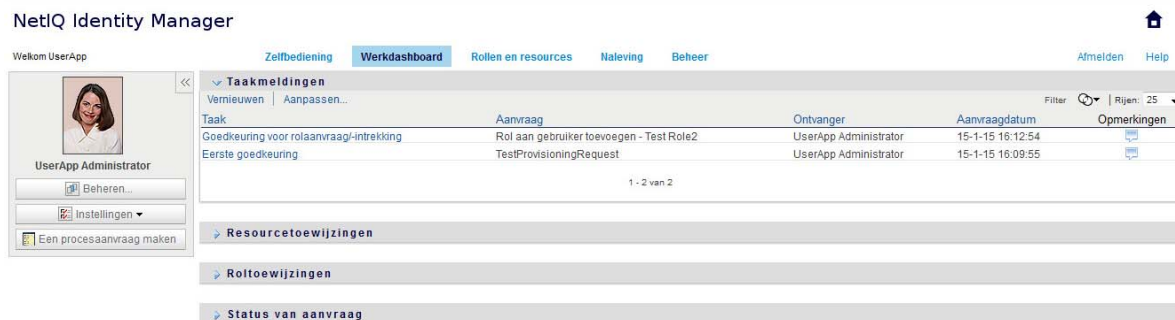 NetIQ Identity Manager
Welkom UserApp
Zelfbediening Werkdashboard Rollen en resources Naleving Beheer Afmelden Help
Taakmeldingen
Vernieuwen | Aanpassen... Filter | Rijen: 25
Taak Aanvraag Ontvanger Aanvraagdatum Opmerkingen
Goedkeuring voor rolaanvraag/-intrekking Rol aan gebruiker toevoegen - Test Role2 UserApp Administrator 15-1-15 16:12:54
Eerste goedkeuring TestProvisioningRequest UserApp Administrator 15-1-15 16:09:55
1 - 2 van 2
UserApp Administrator
Beheren...
Instellingen
Een procesaanvraag maken
Resourcetoewijzingen
Roltoewijzingen
Status van aanvraag